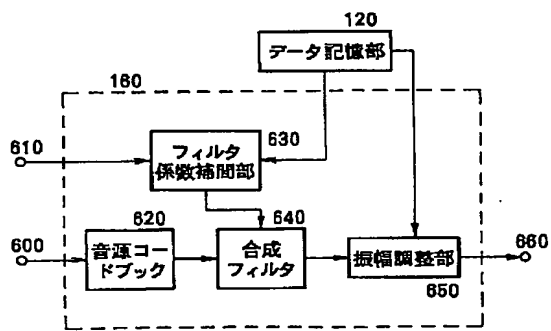 120
データ記憶部
160
610
630
フィルタ
係数補間部
620
640
600
音源コー
ドブック
合成
フィルタ
振幅調整部
660
650